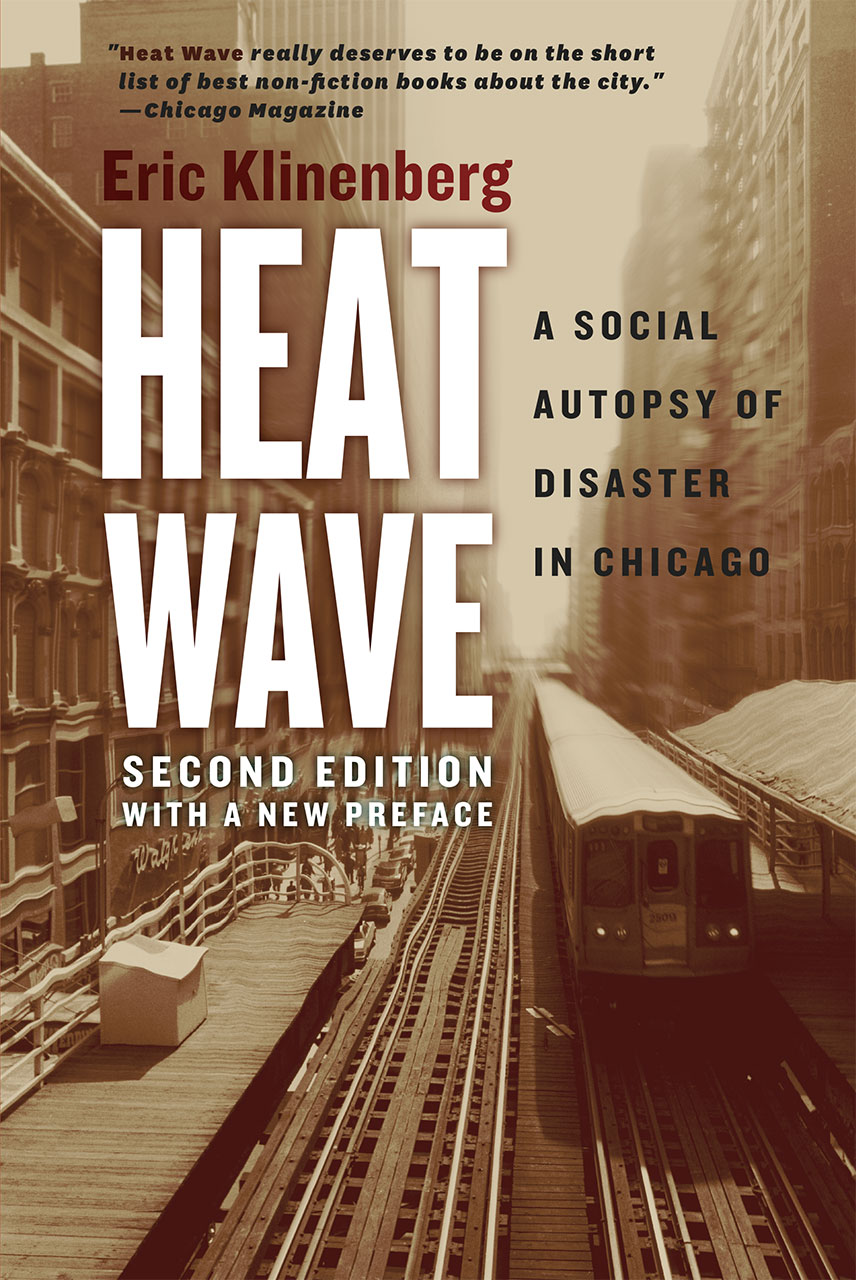 "Heat Wave really deserves to be on the short
list of best non-fiction books about the city."
—Chicago Magazine
Eric Klinenberg
HEAT
WAVE
A SOCIAL
AUTOPSY OF
DISASTER
IN CHICAGO
SECOND EDITION
WITH A NEW PREFACE
Walgreen